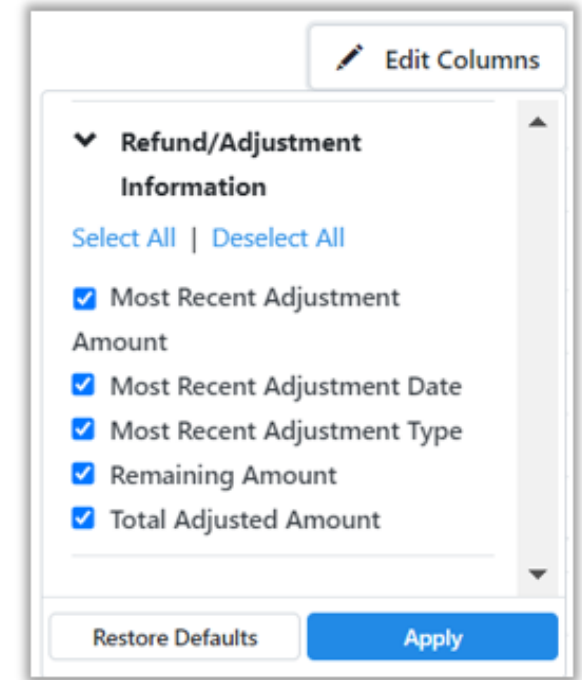 Edit Columns
Refund/Adjustment
Information
Select All | Deselect All
Most Recent Adjustment
Amount
Most Recent Adjustment Date
Most Recent Adjustment Type
Remaining Amount
Total Adjusted Amount
Restore Defaults
Apply